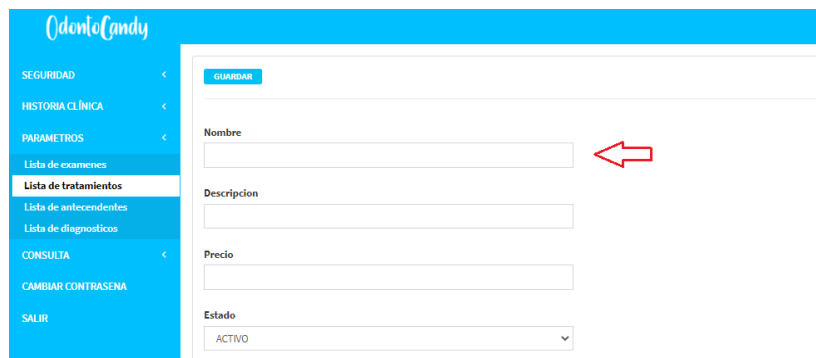 OdontoCandy
SEGURIDAD
HISTORIA CLÍNICA
PARAMETROS
Lista de examenes
Lista de tratamientos
Lista de antecendentes
Lista de diagnosticos
CONSULTA
CAMBIAR CONTRASENA
SALIR
GUARDAR
Nombre
Descripcion
Precio
Estado
ACTIVO